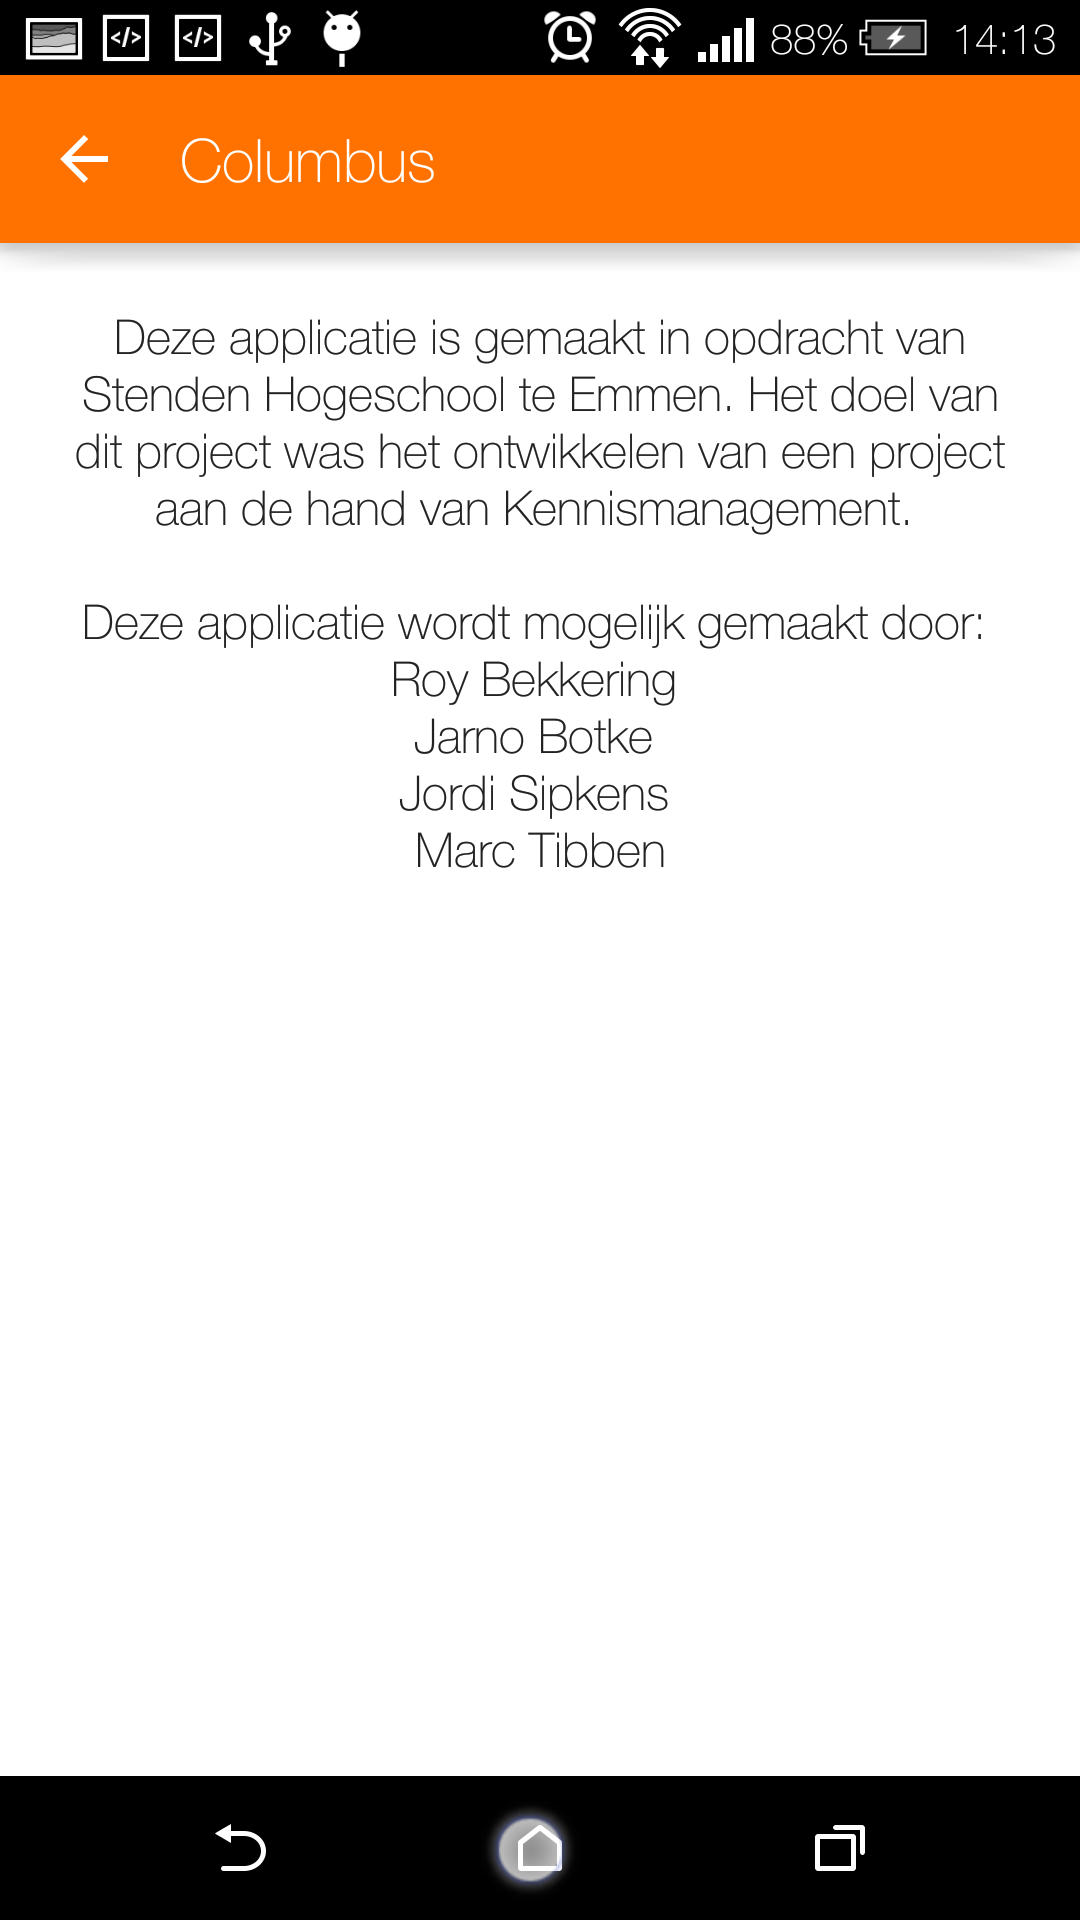 88% 14:13
Columbus
Deze applicatie is gemaakt in opdracht van
Stenden Hogeschool te Emmen. Het doel van
dit project was het ontwikkelen van een project
aan de hand van Kennismanagement.
Deze applicatie wordt mogelijk gemaakt door:
Roy Bekkering
Jarno Botke
Jordi Sipkens
Marc Tibben